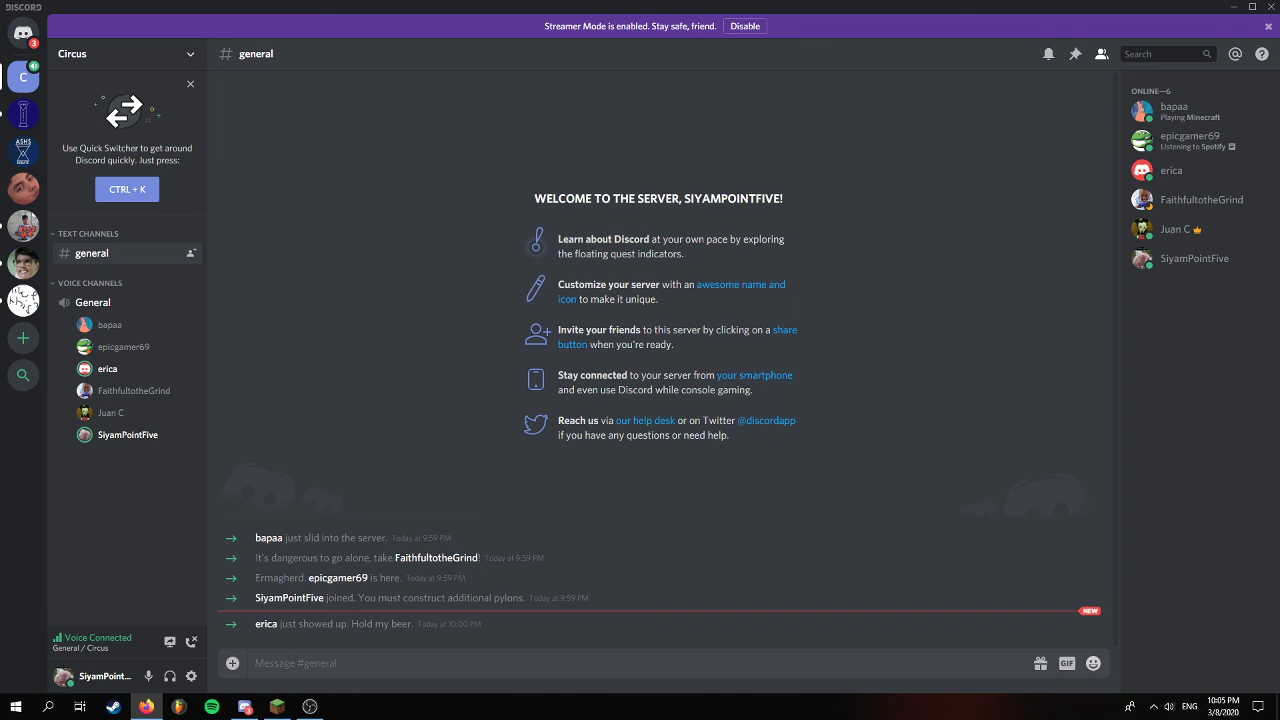 DISCORD
Streamer Mode is enabled. Stay safe, friend. Disable
3
Circus
# general
Search
C
Use Quick Switcher to get around
Discord quickly. Just press:
CTRL + K
ASHS
TEXT CHANNELS
# general
VOICE CHANNELS
General
bapaa
epicgamer69
erica
FaithfultotheGrind
Juan C
SiyamPointFive
WELCOME TO THE SERVER, SIYAMPOINTFIVE!
Learn about Discord at your own pace by exploring
the floating quest indicators.
Customize your server with an awesome name and
icon to make it unique.
Invite your friends to this server by clicking on a share
button when you're ready.
Stay connected to your server from your smartphone
and even use Discord while console gaming.
Reach us via our help desk or on Twitter @discordapp
if you have any questions or need help.
bapaa just slid into the server. Today at 9:59 PM
It's dangerous to go alone, take FaithfultotheGrind! Today at 9:59 PM
Ermagherd. epicgamer69 is here. Today at 9:59 PM
SiyamPointFive joined. You must construct additional pylons. Today at 9:59 PM
NEW
erica just showed up. Hold my beer. Today at 10:00 PM
Message #general
GIF
ONLINE—6
bapaa
Playing Minecraft
epicgamer69
Listening to Spotify
erica
FaithfultotheGrind
Juan C
SiyamPointFive
Voice Connected
General / Circus
SiyamPoint...
3
ENG
10:05 PM
3/8/2020